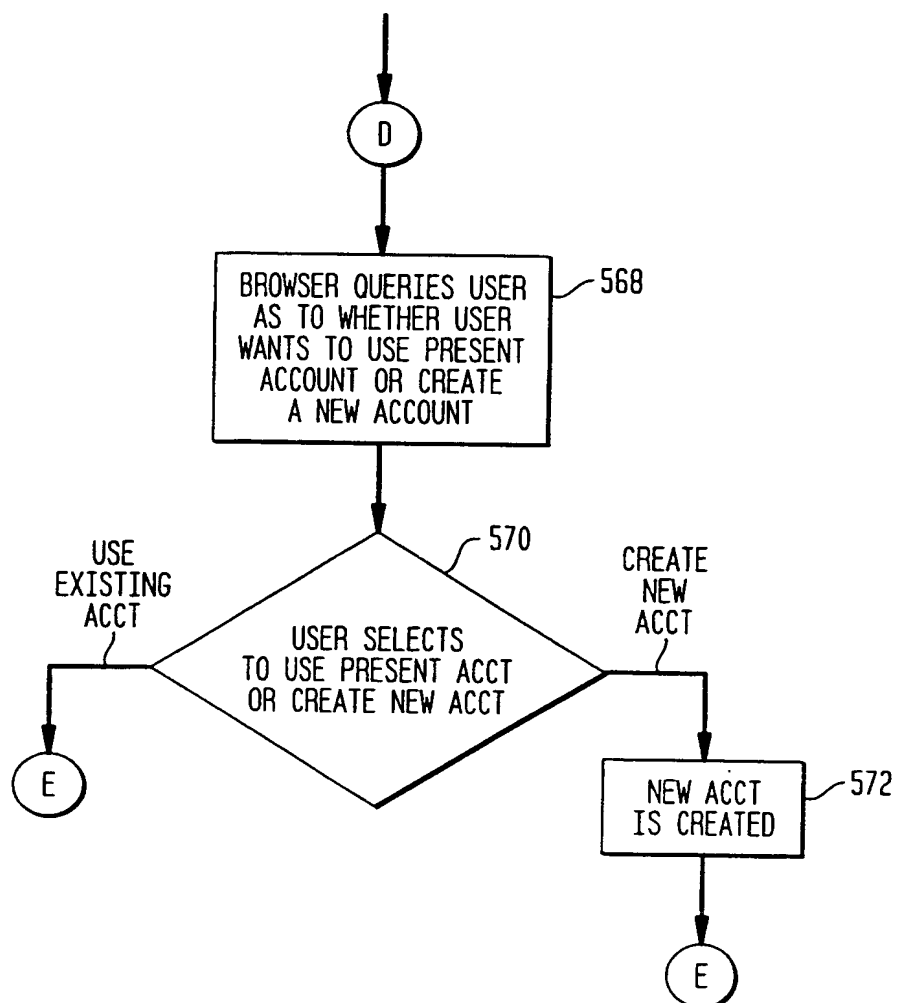 D
BROWSER QUERIES USER
AS TO WHETHER USER
WANTS TO USE PRESENT
ACCOUNT OR CREATE
A NEW ACCOUNT
568
570
USE
EXISTING
ACCT
CREATE
NEW
ACCT
USER SELECTS
TO USE PRESENT ACCT
OR CREATE NEW ACCT
E
NEW ACCT
IS CREATED
572
E